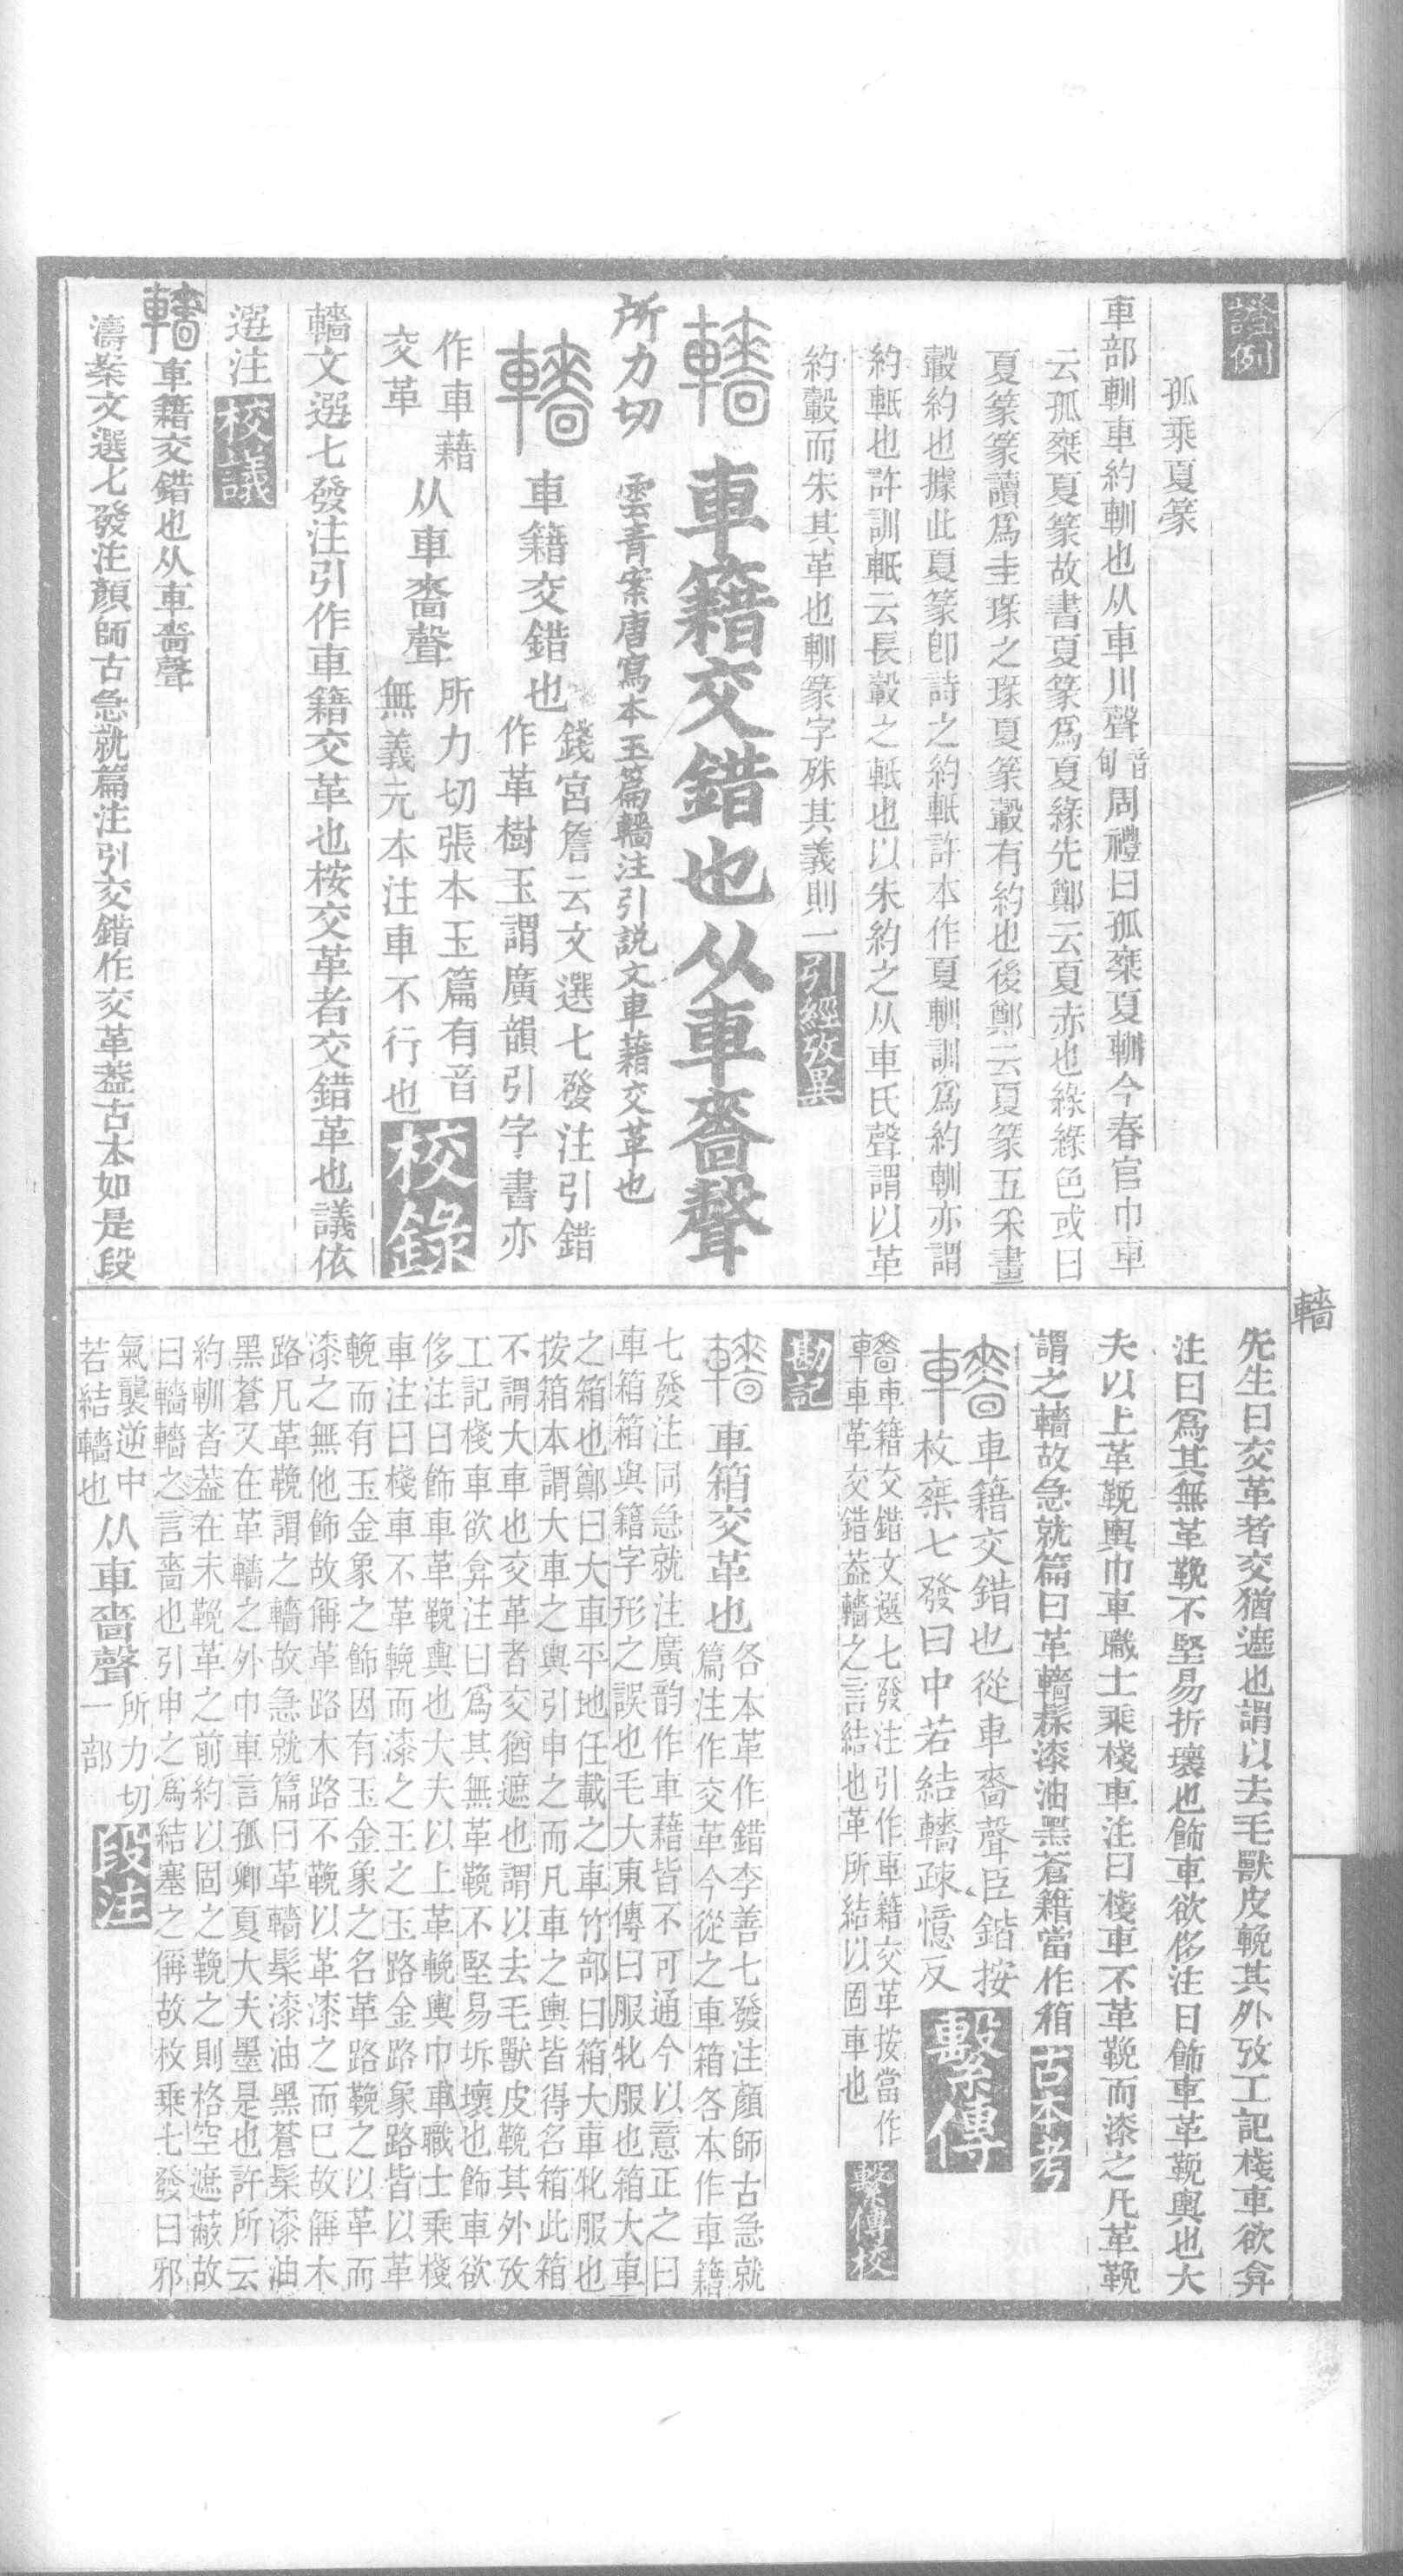 證例
孤乘夏篆
車部軓車約軓也从車川聲瞃周禮曰孤椉夏軓今春官巾車
云孤椉夏篆故書夏篆爲夏緣先鄭云夏赤也緣綠色或曰
夏篆篆讀爲圭瑑之瑑夏篆轂有約也後鄭云夏篆五采畫
轂約也據此夏篆卽詩之約軝許本作夏軓訓爲約軓亦謂
約軝也許訓軝云長轂之軝也以朱約之从車氏聲謂以革
約轂而朱其革也軓篆字殊其義則一引經攷異
轖車籍交錯也从車嗇聲
所力切雲青案唐寫本玉篇轖注引説文車藉交革也
轖車籍交錯也錢宮詹云文選七發注引錯
作革樹玉謂廣韻引字書亦
作車藉
交革从車嗇聲所力切張本玉篇有音
無義元本注車不行也校錄
轖文選七發注引作車籍交革也桉交革者交錯革也議依
選注校議
轖車籍交錯也从車嗇聲
濤案文選七發注顏師古急就篇注引交錯作交革葢古本如是段
轖
先生曰交革者交猶遮也謂以去毛獸皮輓其外攷工記棧車欲弇
注曰爲其無革鞔不堅易折壞也飾車欲侈注曰飾車革鞔輿也大
夫以上革鞔輿巾車職士乘棧車注曰棧車不革鞔而漆之凡革鞔
謂之轖故急就篇曰革轖髹漆油黑蒼籍當作箱古本考
轖車籍交錯也從車嗇聲臣鍇按
枚椉七發曰中若結轖疎憶反繫傳
轖車籍交錯文選七發注引作車籍交革按當作
車車革交錯葢轖之言結也革所結以固車也繫傳校
勘記
轖車箱交革也各本革作錯李善七發注顏師古急就
篇注作交革今從之車箱各本作車籍
七發注同急就注廣韵作車藉皆不可通今以意正之曰
車箱箱與籍字形之誤也毛大東傳曰服牝服也箱大車
之箱也鄭曰大車平地任載之車竹部曰箱大車牝服也
按箱本謂大車之輿引申之而凡車之輿皆得名箱此箱
不謂大車也交革者交猶遮也謂以去毛獸皮鞔其外攷
工記棧車欲弇注曰爲其無革鞔不堅易坼壞也飾車欲
侈注曰飾車革鞔輿也大夫以上革輓輿巾車職士乘棧
車注曰棧車不革輓而漆之王之玉路金路象路皆以革
輓而有玉金象之飾因有玉金象之名革路鞔之以革而
漆之無他飾故偁革路木路不鞔以革漆之而已故偁木
路凡革鞔謂之轖故急就篇曰革轖髤漆油黑蒼髤漆油
黑蒼又在革轖之外巾車言孤卿夏大夫墨是也許所云
約軓者葢在未鞔革之前約以固之鞔之則格空遮蔽故
曰轖轖之言嗇也引申之爲結塞之偁故枚乗七發曰邪
氣襲逆中
若結轖也从車嗇聲所力切
一部段注